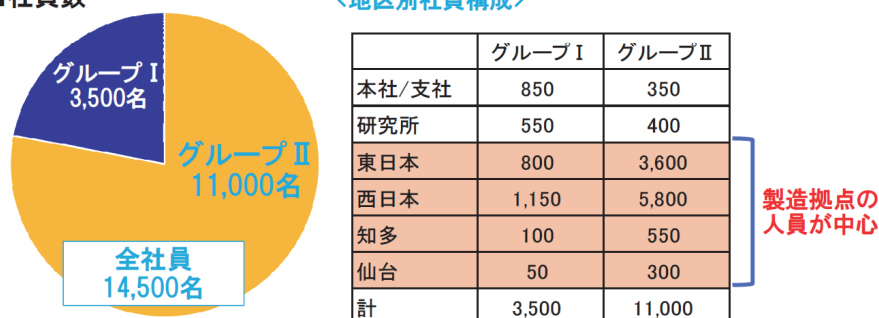 社員数
<地区別社員構成>
グループⅠ
3,500名
グループⅡ
11,000名
全社員
14,500名
グループⅠ グループⅡ
本社/支社 850 350
研究所 550 400
東日本 800 3,600
西日本 1,150 5,800
知多 100 550
仙台 50 300
計 3,500 11,000
製造拠点の
人員が中心